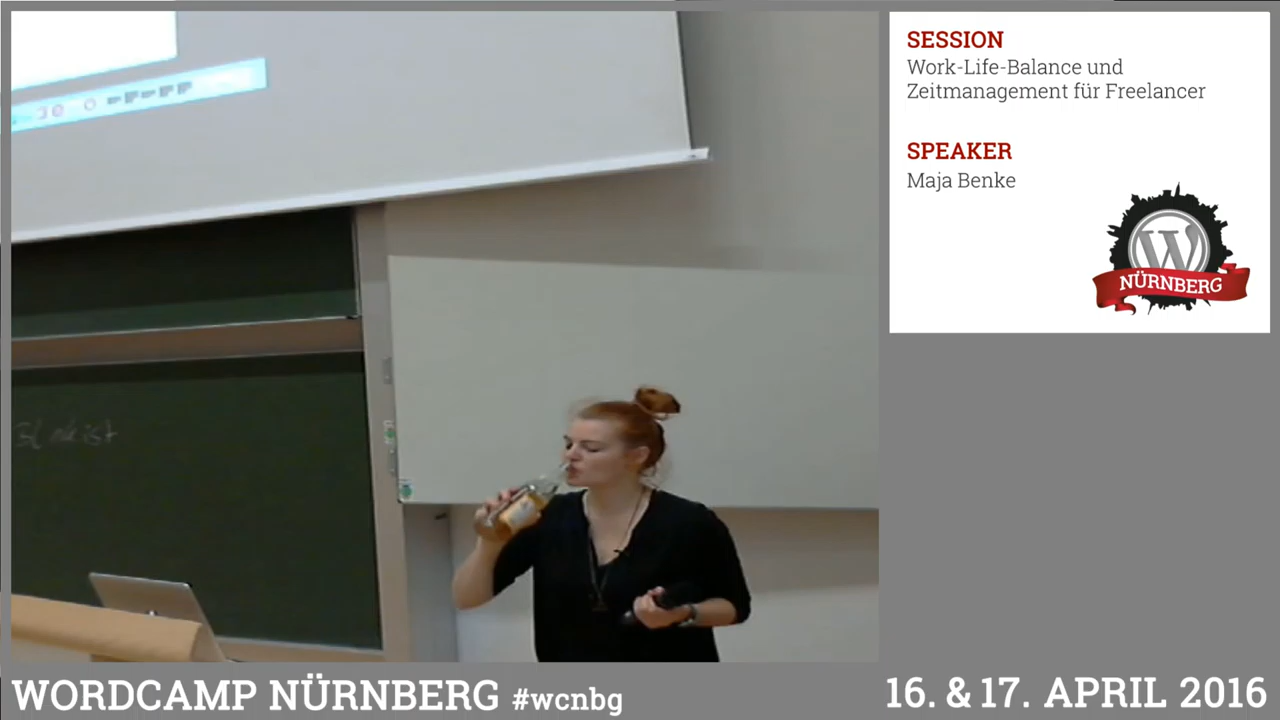 SESSION
Work-Life-Balance und
Zeitmanagement für Freelancer
SPEAKER
Maja Benke
W
NÜRNBERG
WORDCAMP NÜRNBERG #wcnbg
16. & 17. APRIL 2016